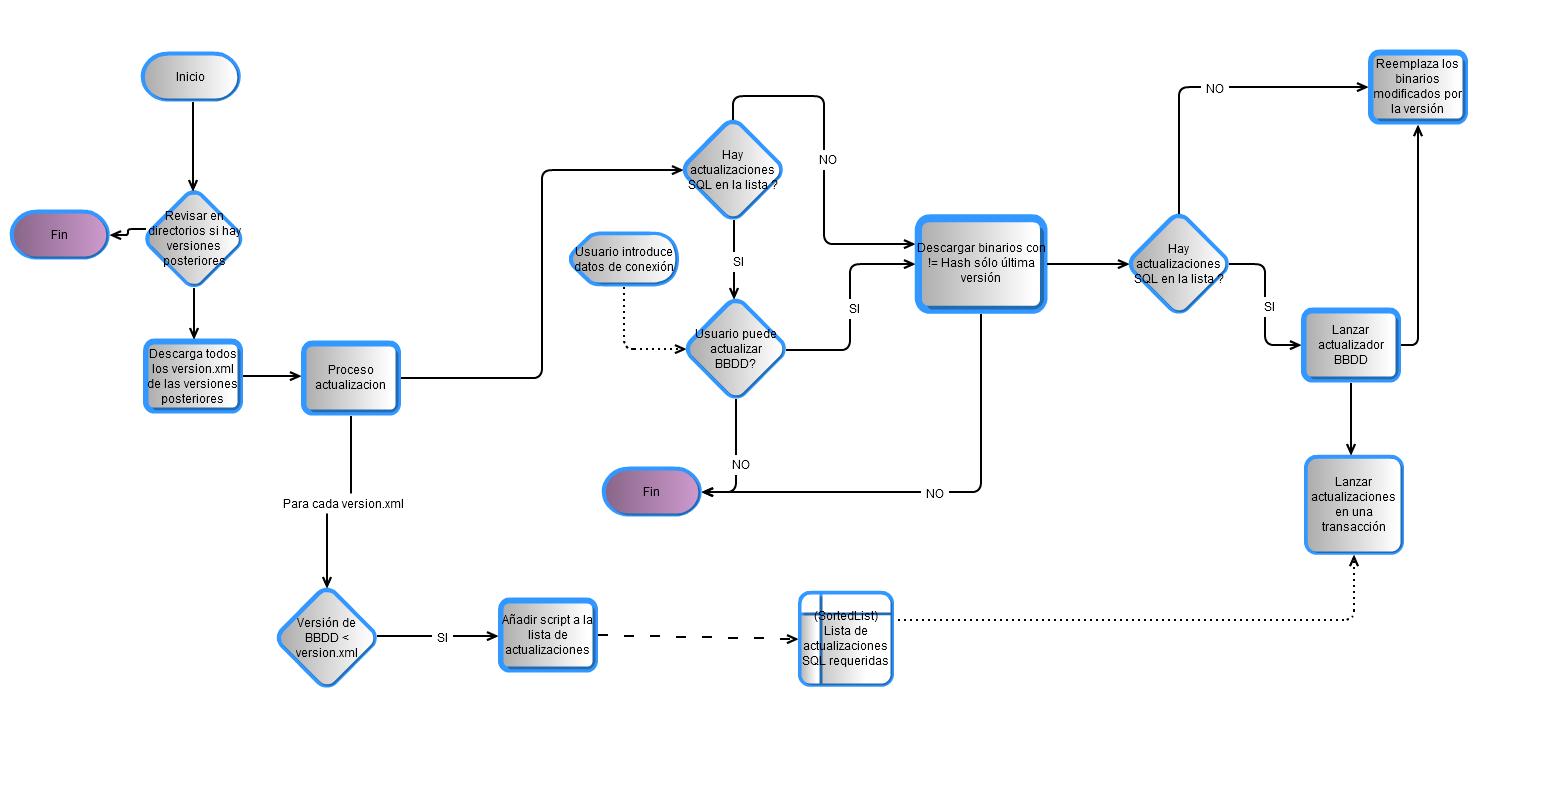 Inicio
Revisar en
directorios si hay
versiones
posteriores
Fin
Descarga todos
los version.xml
de las versiones
posteriores
Proceso
actualizacion
Para cada version.xml
Versión de
BBDD <
version.xml
SI
Añadir script a la
lista de
actualizaciones
(SortedList)
Lista de
actualizaciones
SQL requeridas
Hay
actualizaciones
SQL en la lista ?
NO
SI
Usuario introduce
datos de conexión
Usuario puede
actualizar
BBDD?
SI
NO
Fin
NO
Descargar binarios con
!= Hash sólo última
versión
Hay
actualizaciones
SQL en la lista ?
NO
SI
Reemplaza los
binarios
modificados por
la versión
Lanzar
actualizador
BBDD
Lanzar
actualizaciones
en una
transacción